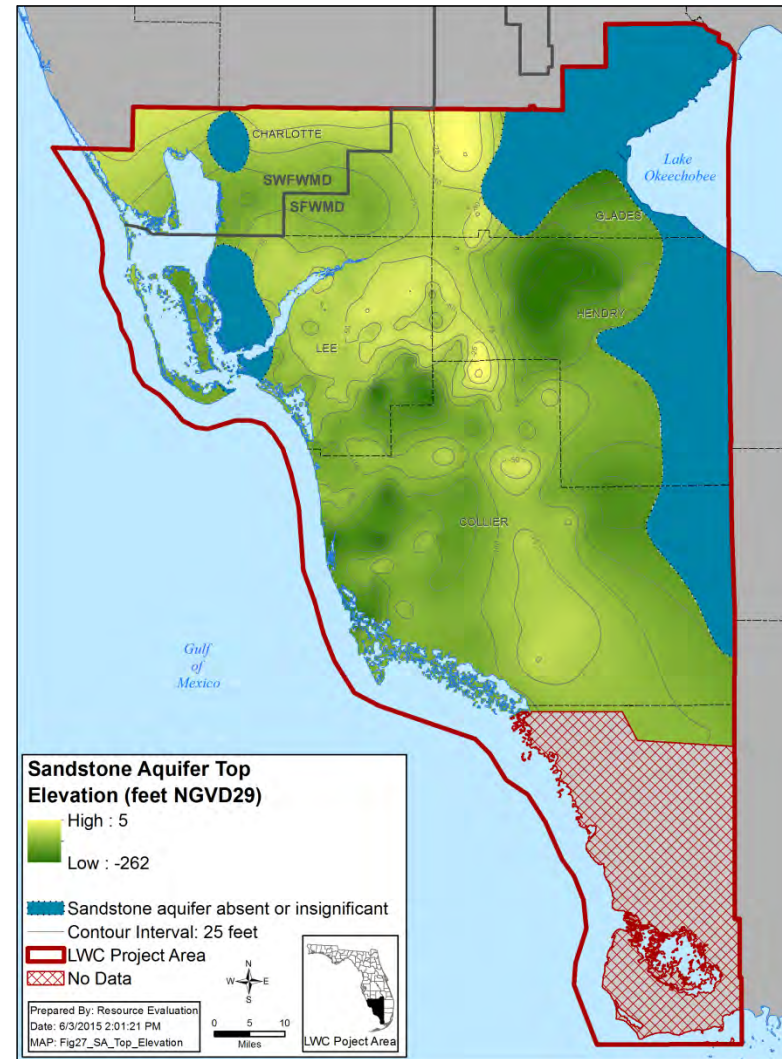 CHARLOTTE
Lake
Okeechobee
SWFWMD
SFWMD
GLADES
HENDRY
LEE
50
COLLIER
Gulf
of
Mexico
Sandstone Aquifer Top
Elevation (feet NGVD29)
High : 5
Low : -262
Sandstone aquifer absent or insignificant
Contour Interval: 25 feet
LWC Project Area
No Data
N
W E
S
Prepared By: Resource Evaluation
Date: 6/3/2015 2:01:21 PM
MAP: Fig27_SA_Top_Elevation
0 5 10
Miles
LWC Poject Area